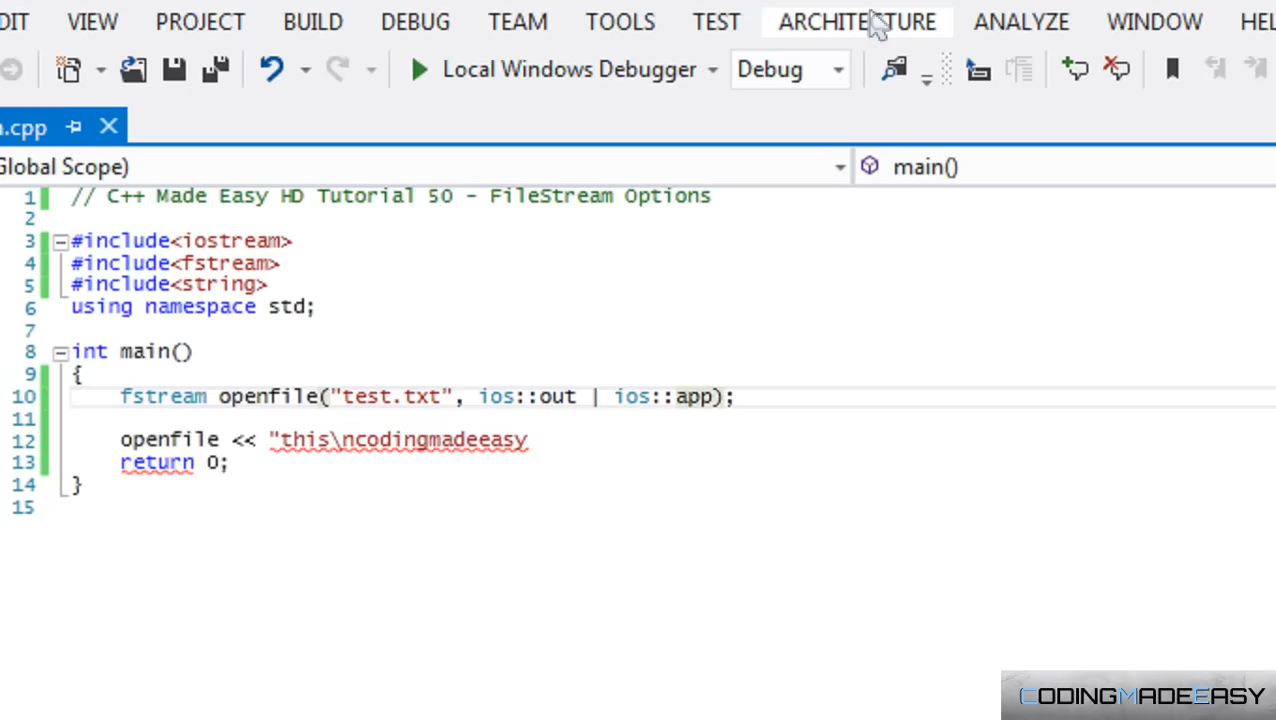 DIT VIEW PROJECT BUILD DEBUG TEAM TOOLS TEST ARCHITECTURE ANALYZE WINDOW HEL
Local Windows Debugger Debug
n.cpp
Global Scope) main()
1 // C++ Made Easy HD Tutorial 50 - FileStream Options
2
3 #include<iostream>
4 #include<fstream>
5 #include<string>
6 using namespace std;
7
8 int main()
9 {
10 fstream openfile("test.txt", ios::out | ios::app);
11
12 openfile << "this\ncodingmadeeasy
13 return 0;
14 }
15
CODINGMADEEASY